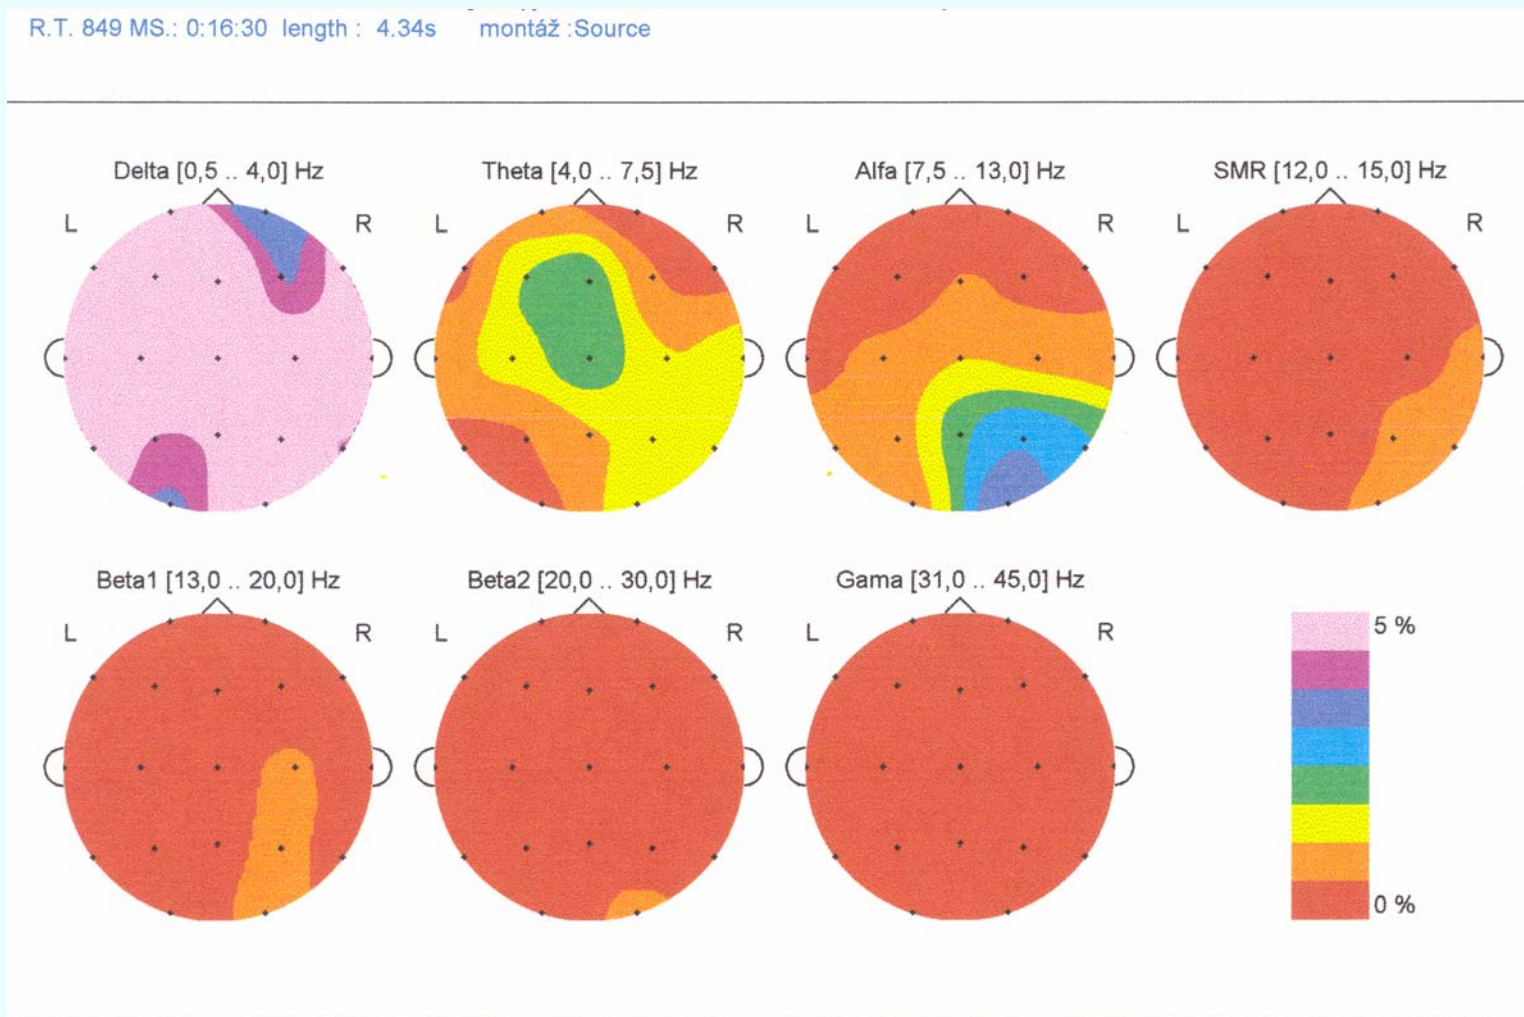 R.T. 849 MS.: 0:16:30 length : 4.34s montáž :Source
Delta [0,5 .. 4,0] Hz
L R
Theta [4,0 .. 7,5] Hz
L R
Alfa [7,5 .. 13,0] Hz
L R
SMR [12,0 .. 15,0] Hz
L R
Beta1 [13,0 .. 20,0] Hz
L R
Beta2 [20,0 .. 30,0] Hz
L R
Gama [31,0 .. 45,0] Hz
L R
5 %
0 %